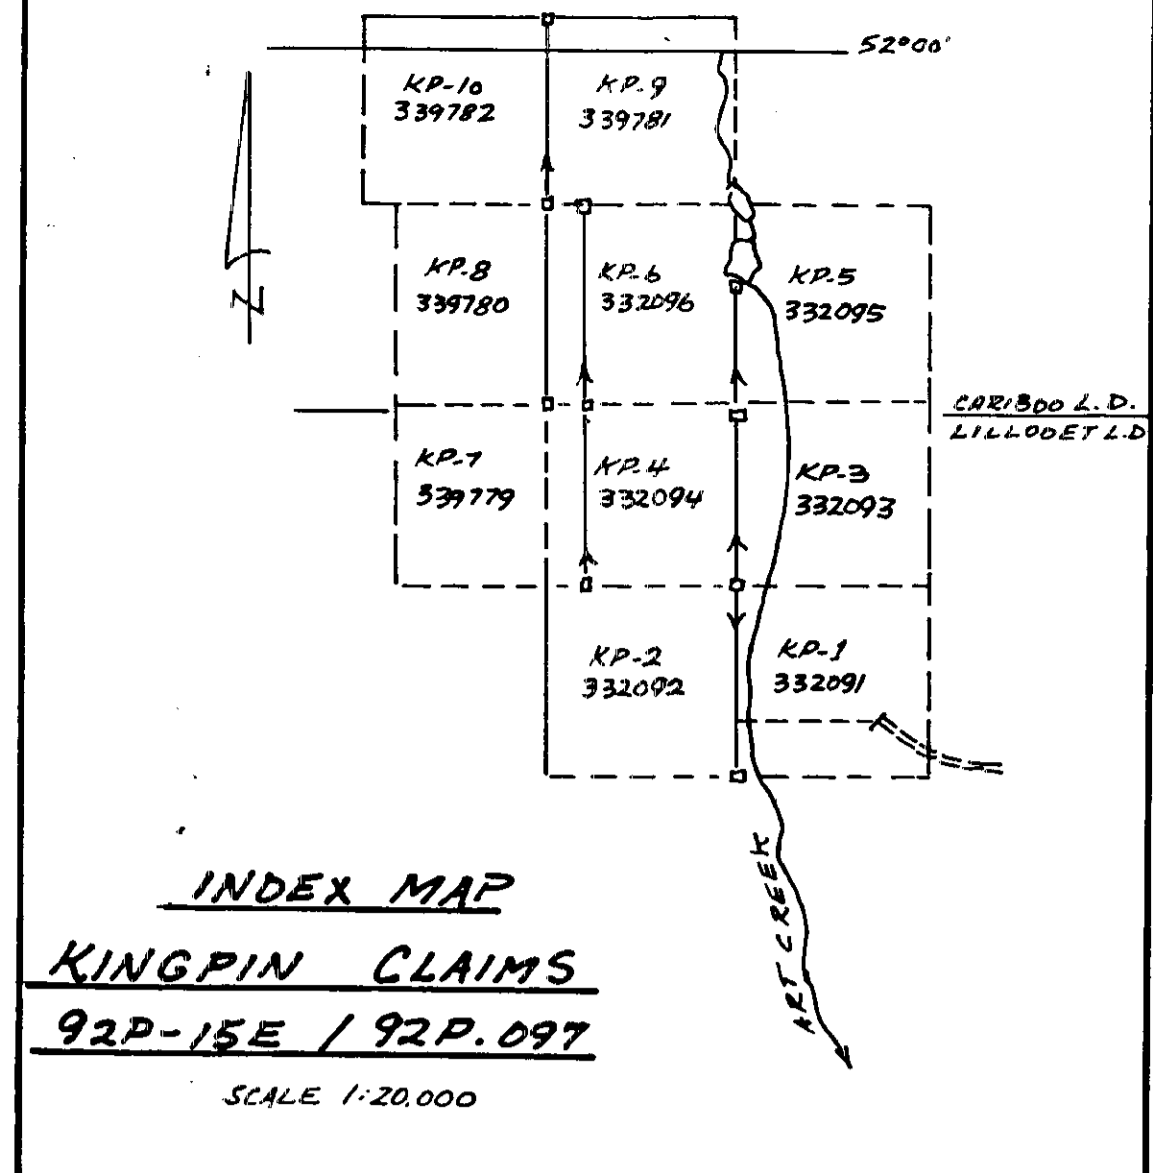 52°00'
KP-10
339782
KP-9
339781
KP-8
339780
KP-6
332096
KP-5
332095
CARIBOO L.D.
LILLOOET L.D
KP-7
339779
KP-4
332094
KP-3
332093
KP-2
332092
KP-1
332091
N
ART CREEK
INDEX MAP
KINGPIN CLAIMS
92P-15E / 92P.097
SCALE 1:20,000